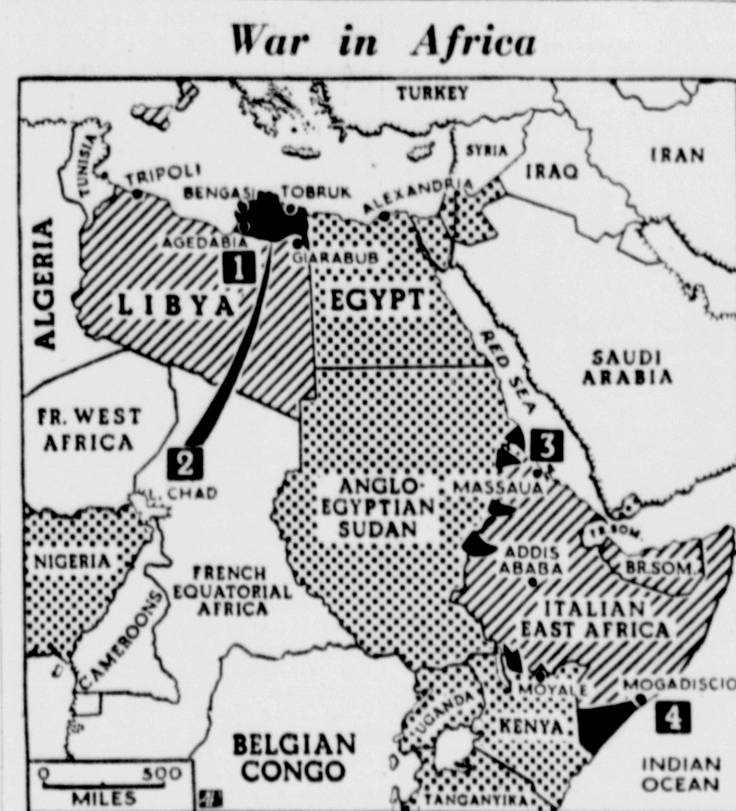 War in Africa
TURKEY
TUNISIA
SYRIA
IRAQ
IRAN
TRIPOLI
BENGASI
TOBRUK
ALEXANDRIA
AGEDABIA
GIARABUB
1
ALGERIA
LIBYA
EGYPT
RED SEA
SAUDI
ARABIA
FR. WEST
AFRICA
2
3
L. CHAD
ANGLO-
EGYPTIAN
SUDAN
MASSAUA
FR. SOM.
NIGERIA
FRENCH
EQUATORIAL
AFRICA
ADDIS
ABABA
BR. SOM.
CAMEROONS
ITALIAN
EAST AFRICA
UGANDA
MOYALE
MOGADISCIO
4
KENYA
BELGIAN
CONGO
INDIAN
OCEAN
0 500
MILES
TANGANYIKA